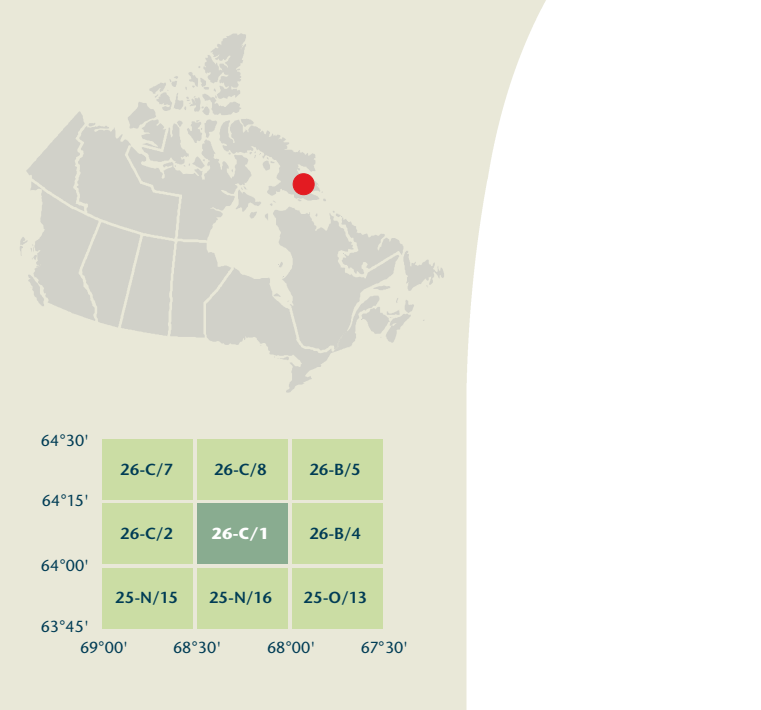 64°30'
26-C/7 26-C/8 26-B/5
64°15'
26-C/2 26-C/1 26-B/4
64°00'
25-N/15 25-N/16 25-O/13
63°45'
69°00' 68°30' 68°00' 67°30'